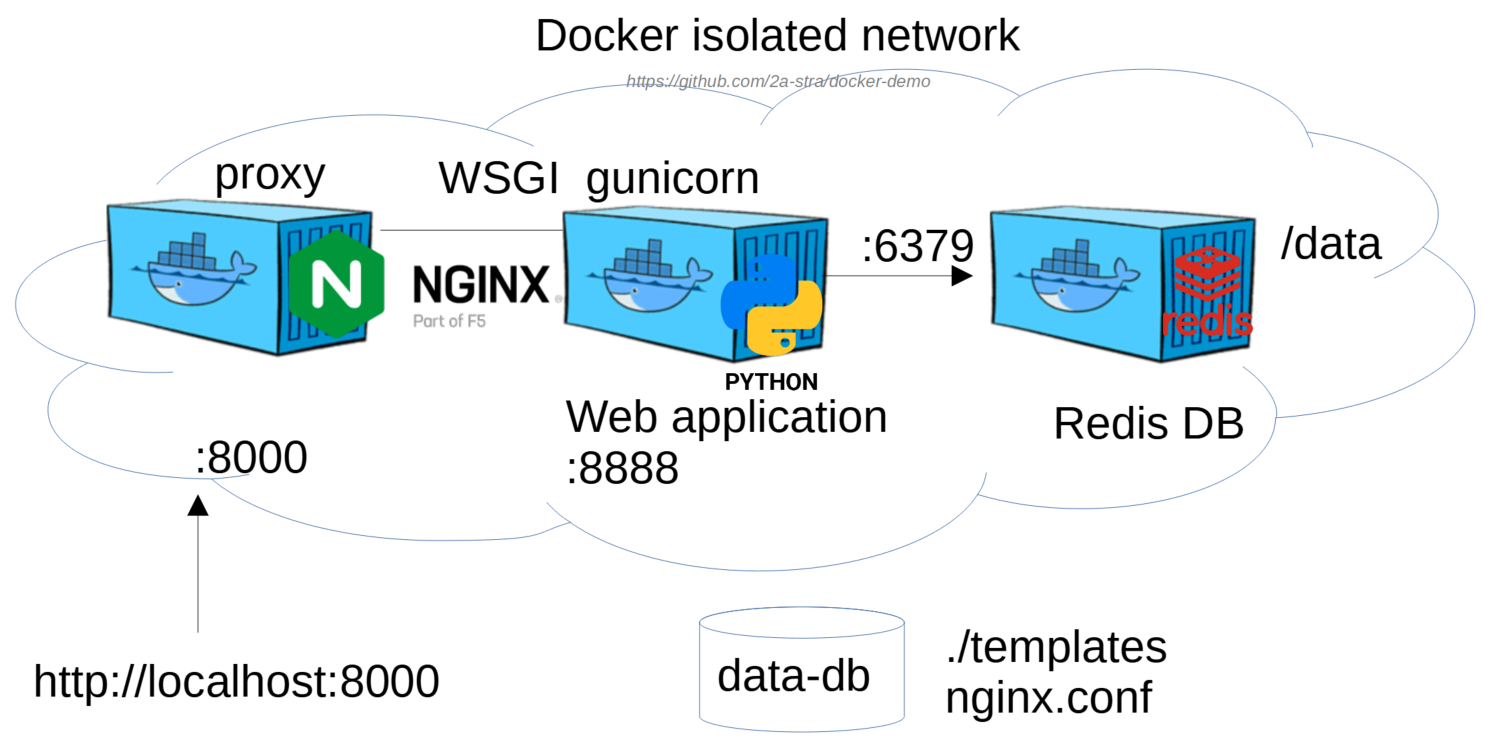 Docker isolated network
https://github.com/2a-stra/docker-demo
proxy
WSGI
gunicorn
:6379
/data
N
NGINX
Part of F5
redis
PYTHON
Web application
:8888
Redis DB
:8000
http://localhost:8000
data-db
./templates
nginx.conf